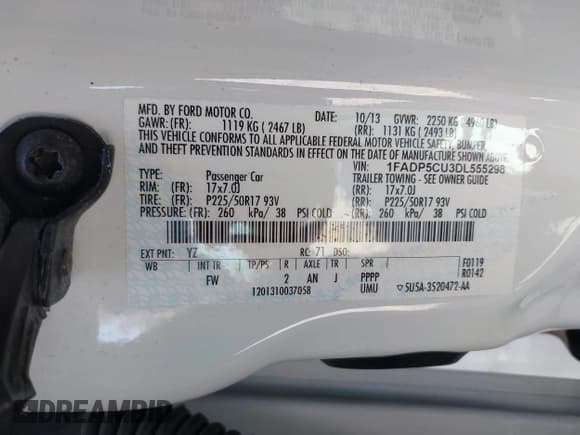 MFD. BY FORD MOTOR CO. DATE: 10/13 GVWR: 2250 KG ( 4960 LB)
GAWR: (FR): 1119 KG ( 2467 LB) (RR): 1131 KG ( 2493 LB)
THIS VEHICLE CONFORMS TO ALL APPLICABLE FEDERAL MOTOR VEHICLE SAFETY, BUMPER,
AND THEFT PREVENTION STANDARDS IN EFFECT ON THE DATE OF MANUFACTURE SHOWN ABOVE.
VIN: 1FADP5CU3DL555298
TYPE: Passenger Car TRAILER TOWING - SEE OWNER GUIDE
RIM: (FR): 17x7.0J (RR): 17x7.0J
TIRE: (FR): P225/50R17 93V (RR): P225/50R17 93V
PRESSURE: (FR): 260 kPa/ 38 PSI COLD (RR): 260 kPa/ 38 PSI COLD
EXT PNT: YZ RC: 71 DSO: F0119
WB INT TR TP/PS R AXLE TR SPR R0142
FW 2 AN J PPPP
UMU
1201310037058 5U5A-3520472-AA
DREAMBID